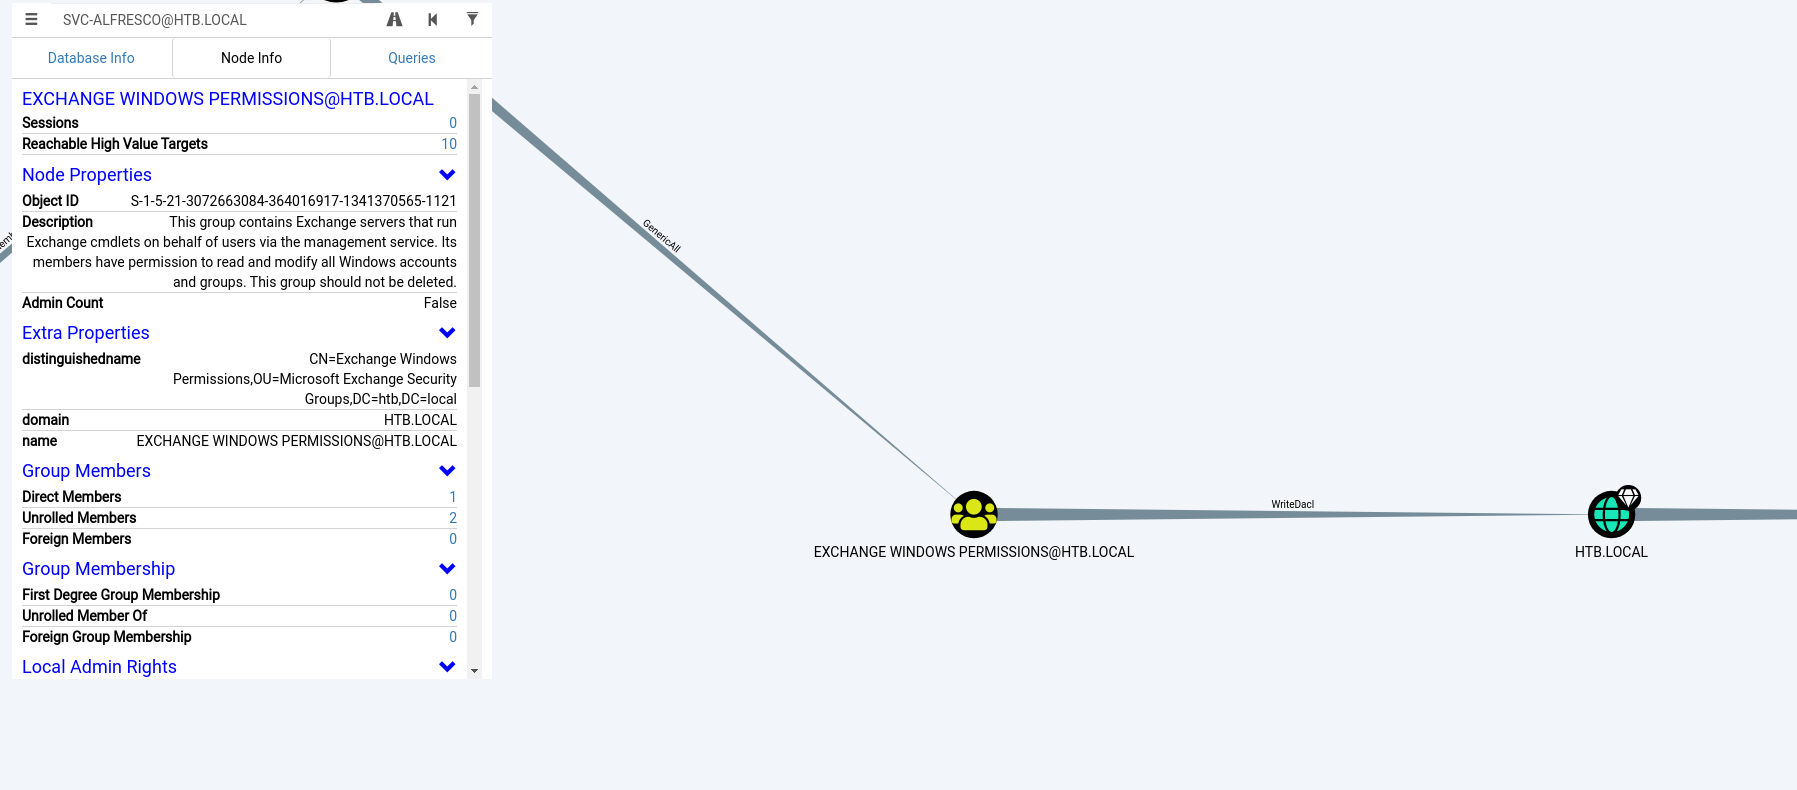 SVC-ALFRESCO@HTB.LOCAL
Database Info
Node Info
Queries
EXCHANGE WINDOWS PERMISSIONS@HTB.LOCAL
Sessions 0
Reachable High Value Targets 10
Node Properties
Object ID S-1-5-21-3072663084-364016917-1341370565-1121
Description This group contains Exchange servers that run
Exchange cmdlets on behalf of users via the management service. Its
members have permission to read and modify all Windows accounts
and groups. This group should not be deleted.
Admin Count False
Extra Properties
distinguishedname CN=Exchange Windows
Permissions,OU=Microsoft Exchange Security
Groups,DC=htb,DC=local
domain HTB.LOCAL
name EXCHANGE WINDOWS PERMISSIONS@HTB.LOCAL
Group Members
Direct Members 1
Unrolled Members 2
Foreign Members 0
Group Membership
First Degree Group Membership 0
Unrolled Member Of 0
Foreign Group Membership 0
Local Admin Rights
GenericAll
WriteDacl
EXCHANGE WINDOWS PERMISSIONS@HTB.LOCAL
HTB.LOCAL